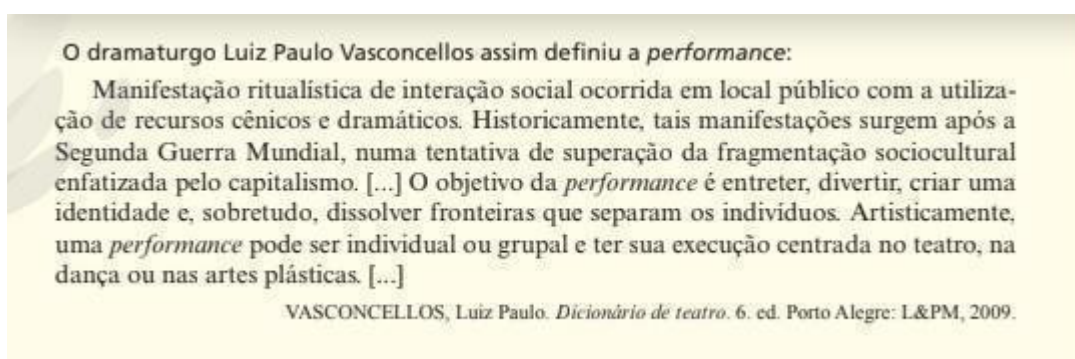 O dramaturgo Luiz Paulo Vasconcellos assim definiu a performance:
Manifestação ritualística de interação social ocorrida em local público com a utiliza-
ção de recursos cênicos e dramáticos. Historicamente, tais manifestações surgem após a
Segunda Guerra Mundial, numa tentativa de superação da fragmentação sociocultural
enfatizada pelo capitalismo. [...] O objetivo da performance é entreter, divertir, criar uma
identidade e, sobretudo, dissolver fronteiras que separam os indivíduos. Artisticamente,
uma performance pode ser individual ou grupal e ter sua execução centrada no teatro, na
dança ou nas artes plásticas. [...]
VASCONCELLOS, Luiz Paulo. Dicionário de teatro. 6. ed. Porto Alegre: L&PM, 2009.